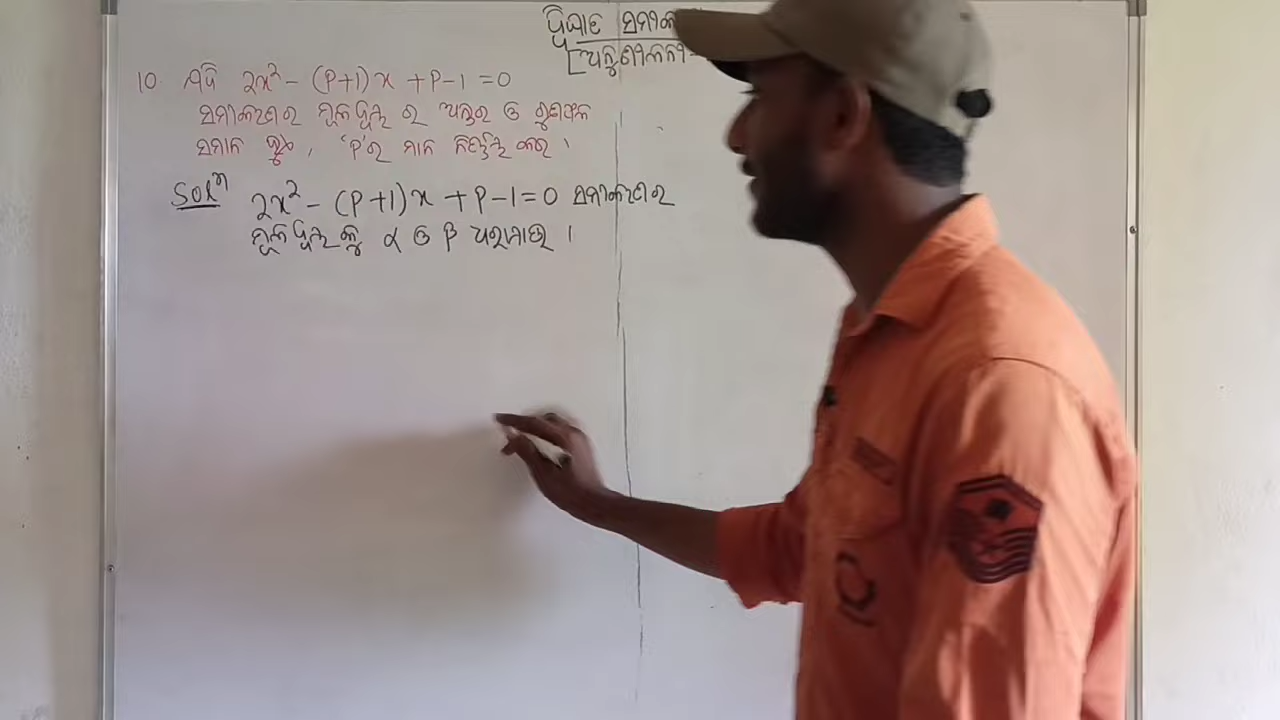 ଦ୍ୱିଘାତ ସମୀକ
[ଅନୁଶୀଳନୀ-
10. ଯଦି 2x² - (P+1)x + P-1 = 0
ସମୀକରଣର ମୂଳଦ୍ୱୟ ର ଅନ୍ତର ଓ ଗୁଣଫଳ
ସମାନ ହୁଏ, 'P'ର ମାନ ନିର୍ଣ୍ଣୟ କର ।
Solⁿ 2x² - (P+1)x + P-1 = 0 ସମୀକରଣର
ମୂଳଦ୍ୱୟକୁ α ଓ β ଧରାଯାଉ ।